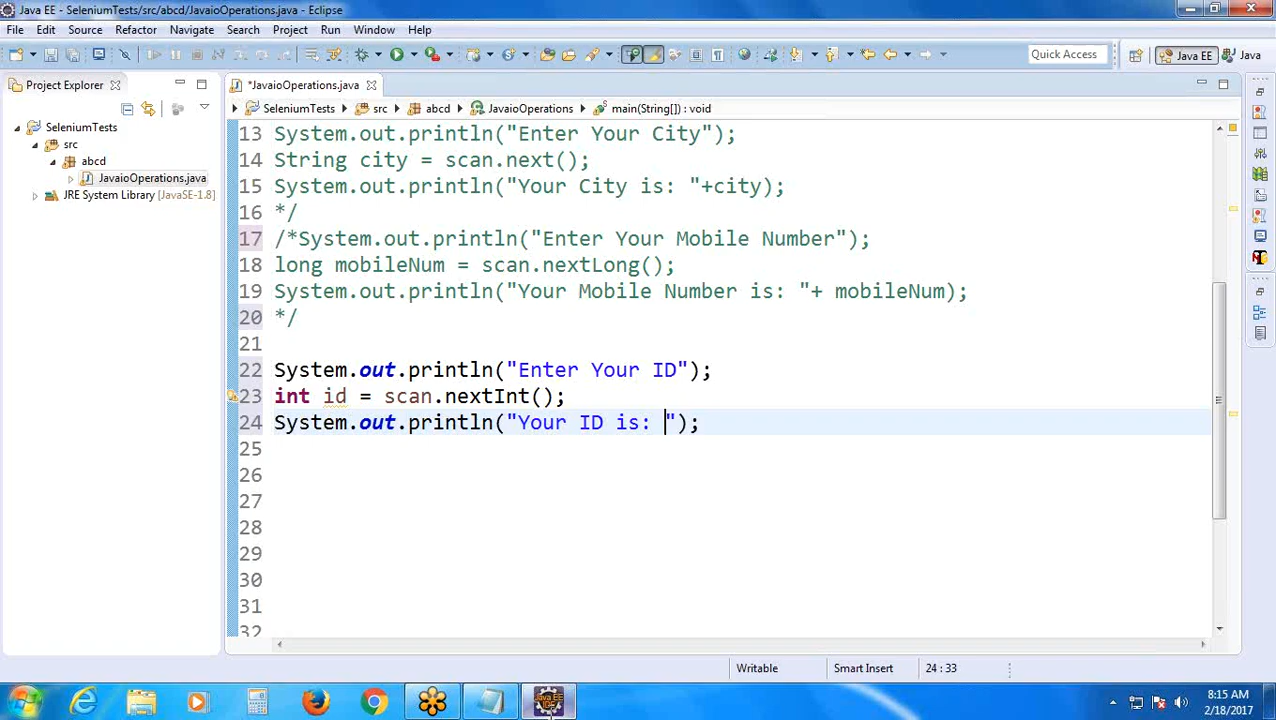 Java EE - SeleniumTests/src/abcd/JavaioOperations.java - Eclipse
File Edit Source Refactor Navigate Search Project Run Window Help
Quick Access Java EE Java
Project Explorer
*JavaioOperations.java
SeleniumTests src abcd JavaioOperations main(String[]) : void
SeleniumTests
src
abcd
JavaioOperations.java
JRE System Library [JavaSE-1.8]
13 System.out.println("Enter Your City");
14 String city = scan.next();
15 System.out.println("Your City is: "+city);
16 */
17 /*System.out.println("Enter Your Mobile Number");
18 long mobileNum = scan.nextLong();
19 System.out.println("Your Mobile Number is: "+ mobileNum);
20 */
21
22 System.out.println("Enter Your ID");
23 int id = scan.nextInt();
24 System.out.println("Your ID is: ");
25
26
27
28
29
30
31
32
Writable Smart Insert 24 : 33
Java EE IDE
8:15 AM
2/18/2017